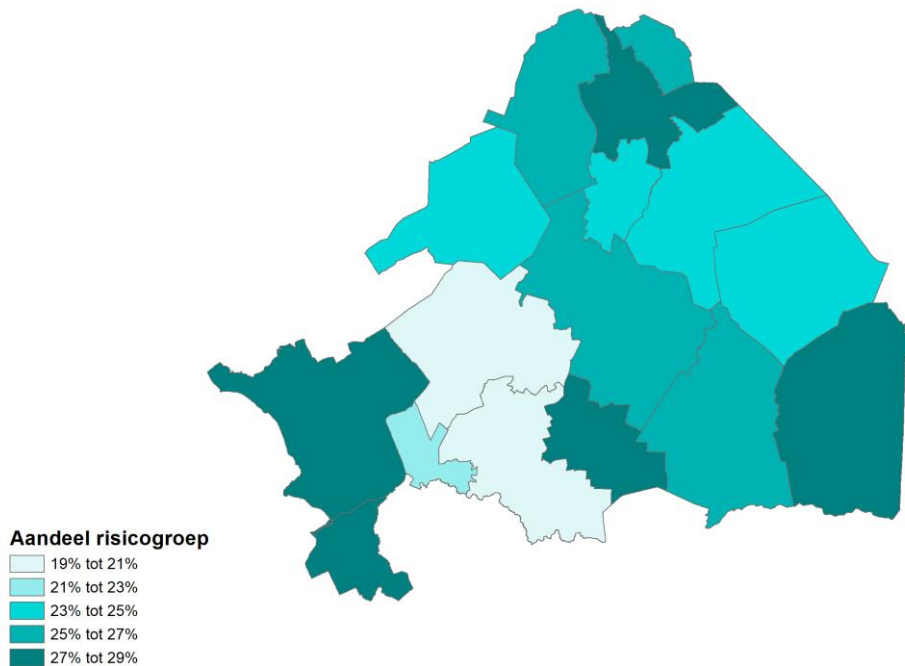 Aandeel risicogroep
19% tot 21%
21% tot 23%
23% tot 25%
25% tot 27%
27% tot 29%